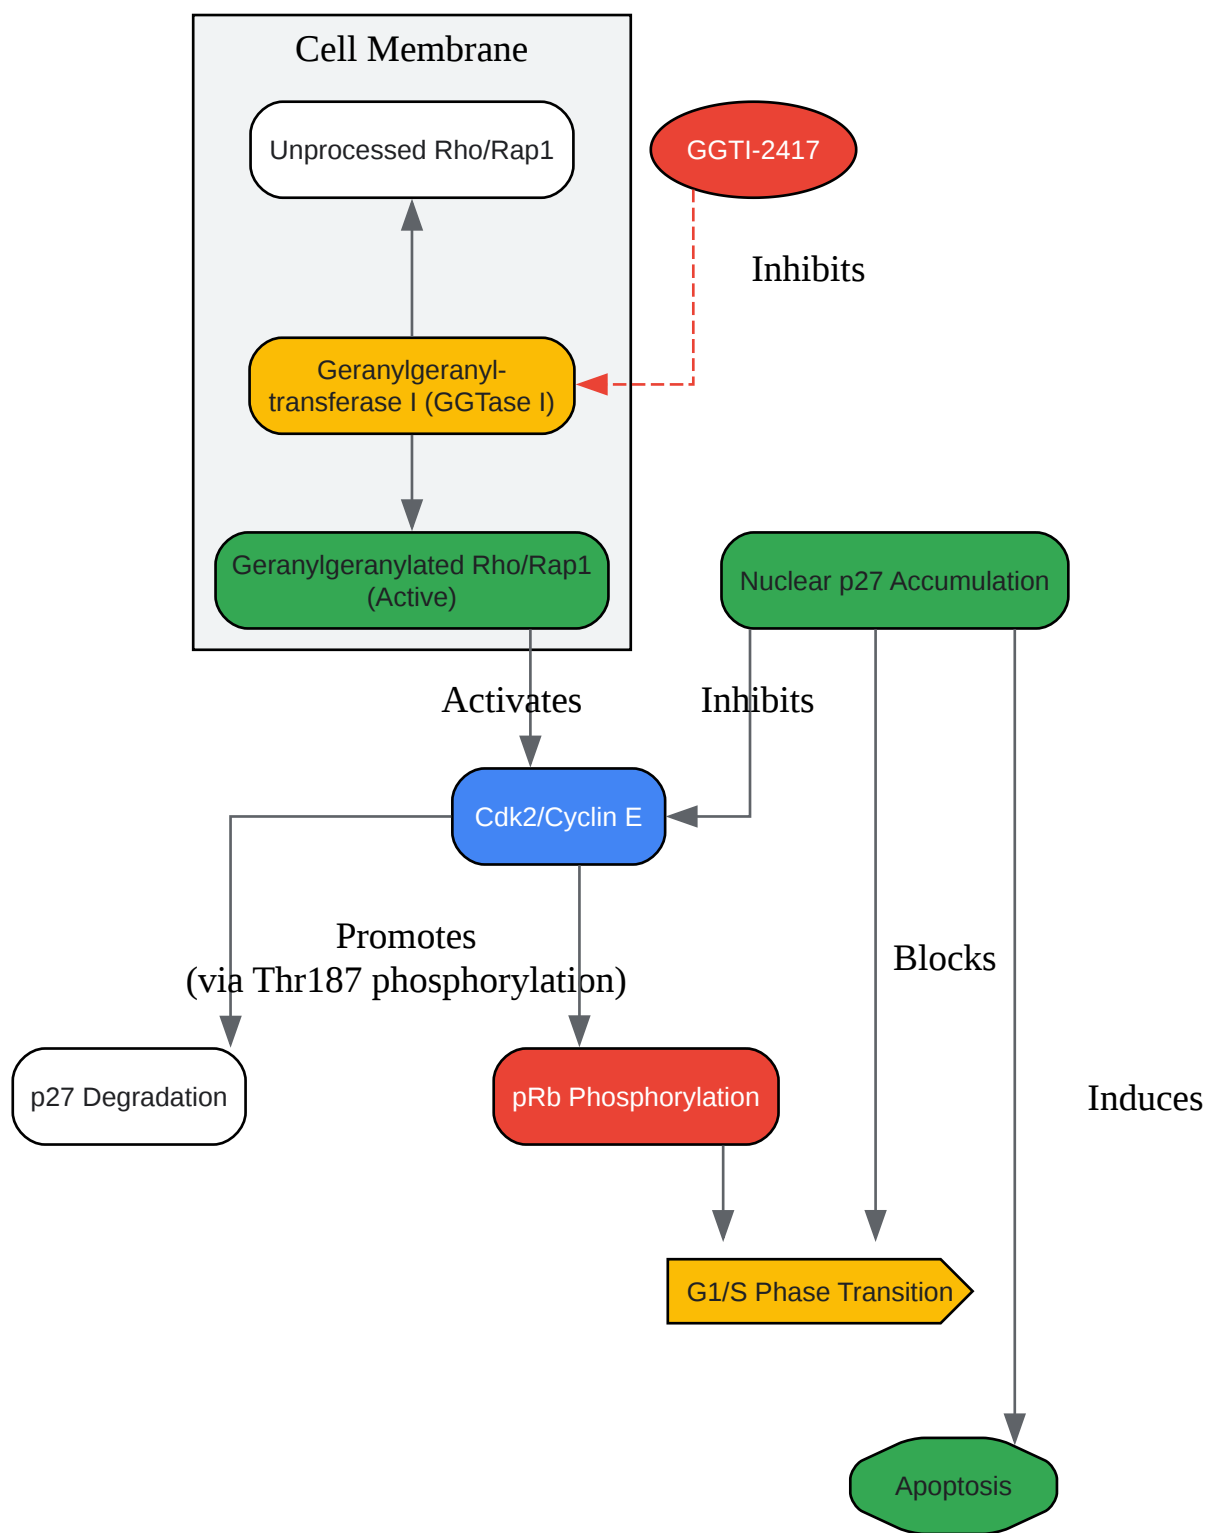 Cell Membrane
Unprocessed Rho/Rap1
GGTI-2417
Inhibits
Geranylgeranyl-
transferase I (GGTase I)
Geranylgeranylated Rho/Rap1
(Active)
Nuclear p27 Accumulation
Activates
Inhibits
Cdk2/Cyclin E
Promotes
(via Thr187 phosphorylation)
Blocks
p27 Degradation
pRb Phosphorylation
Induces
G1/S Phase Transition
Apoptosis